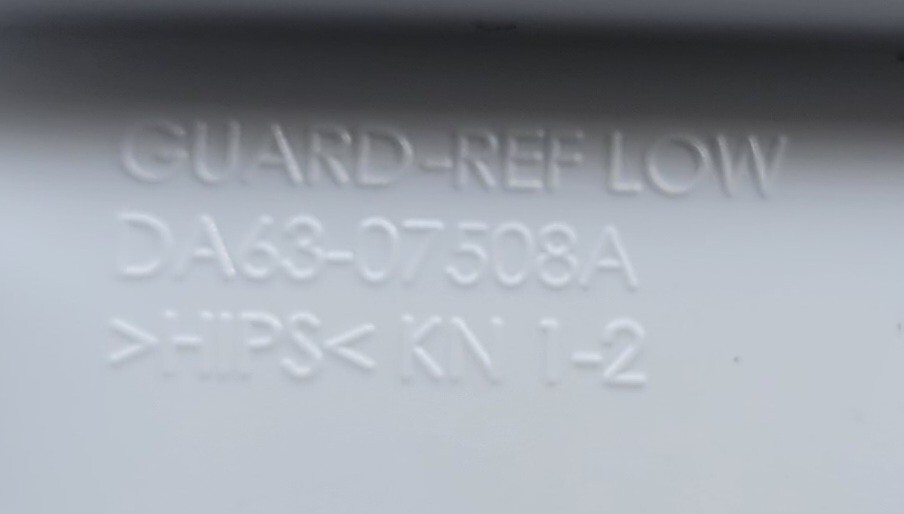 GUARD-REF LOW
DA63-07508A
>HIPS< KN 1-2